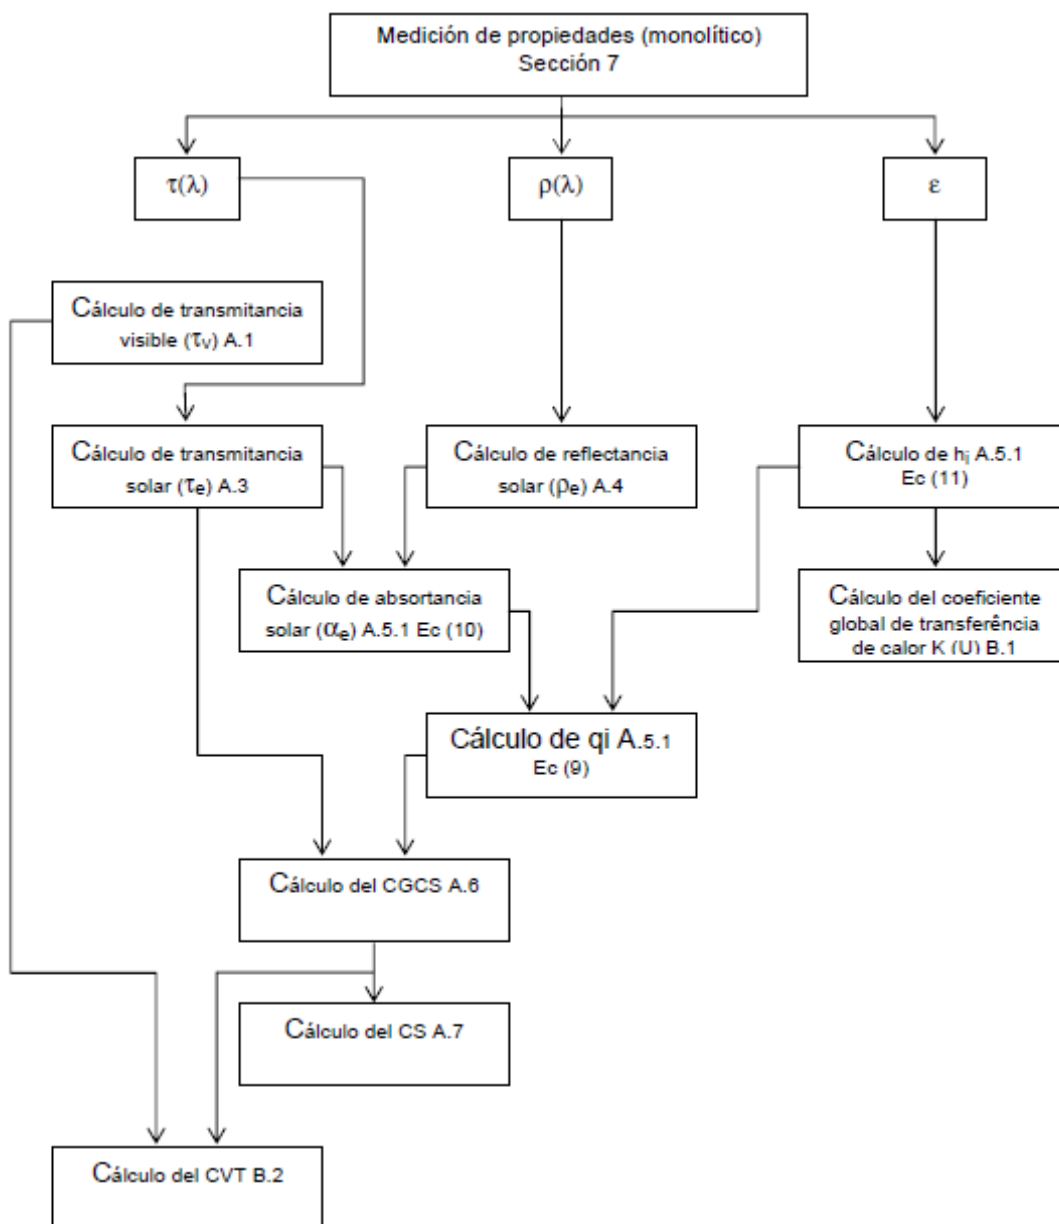 Medición de propiedades (monolítico)
Sección 7
τ(λ)
ρ(λ)
ε
Cálculo de transmitancia
visible (τv) A.1
Cálculo de transmitancia
solar (τe) A.3
Cálculo de reflectancia
solar (ρe) A.4
Cálculo de hi A.5.1
Ec (11)
Cálculo de absortancia
solar (αe) A.5.1 Ec (10)
Cálculo del coeficiente
global de transferência
de calor K (U) B.1
Cálculo de qi A.5.1
Ec (9)
Cálculo del CGCS A.6
Cálculo del CS A.7
Cálculo del CVT B.2